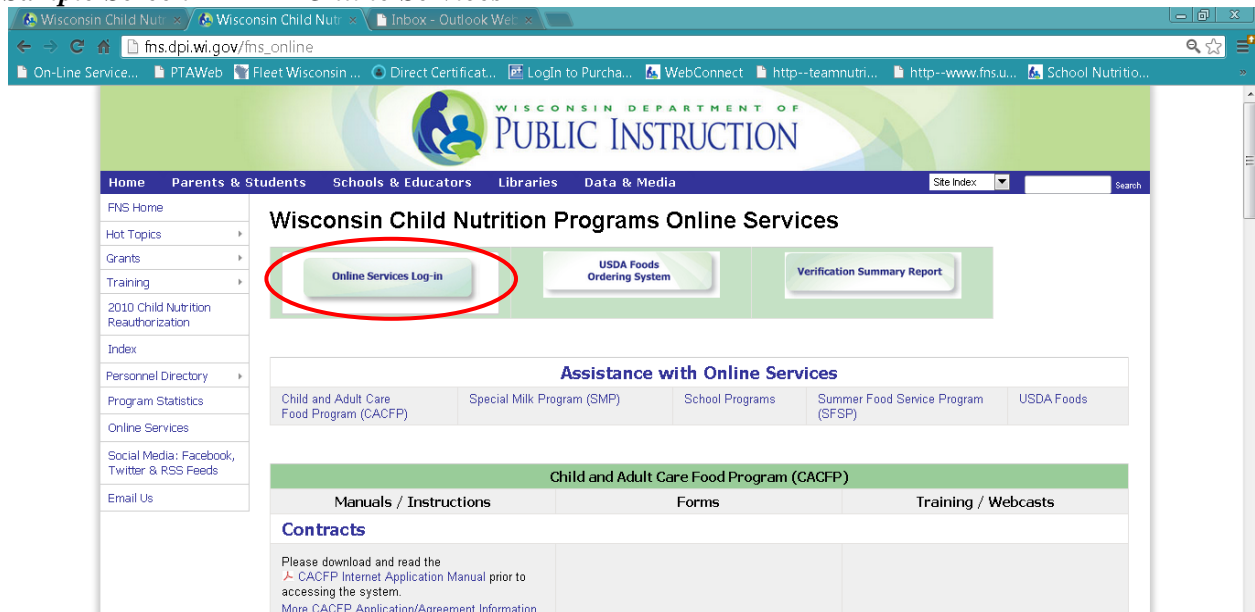 Wisconsin Child Nutr
Wisconsin Child Nutr
Inbox - Outlook Web
fns.dpi.wi.gov/fns_online
On-Line Service...
PTAWeb
Fleet Wisconsin ...
Direct Certificat...
LogIn to Purcha...
WebConnect
http--teamnutri...
http--www.fns.u...
School Nutritio...
WISCONSIN DEPARTMENT OF
PUBLIC INSTRUCTION
Home
Parents & Students
Schools & Educators
Libraries
Data & Media
Site Index
Search
FNS Home
Hot Topics
Grants
Training
2010 Child Nutrition
Reauthorization
Index
Personnel Directory
Program Statistics
Online Services
Social Media: Facebook,
Twitter & RSS Feeds
Email Us
Wisconsin Child Nutrition Programs Online Services
Online Services Log-in
USDA Foods
Ordering System
Verification Summary Report
Assistance with Online Services
Child and Adult Care
Food Program (CACFP)
Special Milk Program (SMP)
School Programs
Summer Food Service Program
(SFSP)
USDA Foods
Child and Adult Care Food Program (CACFP)
Manuals / Instructions
Forms
Training / Webcasts
Contracts
Please download and read the
CACFP Internet Application Manual prior to
accessing the system.
More CACFP Application/Agreement Information